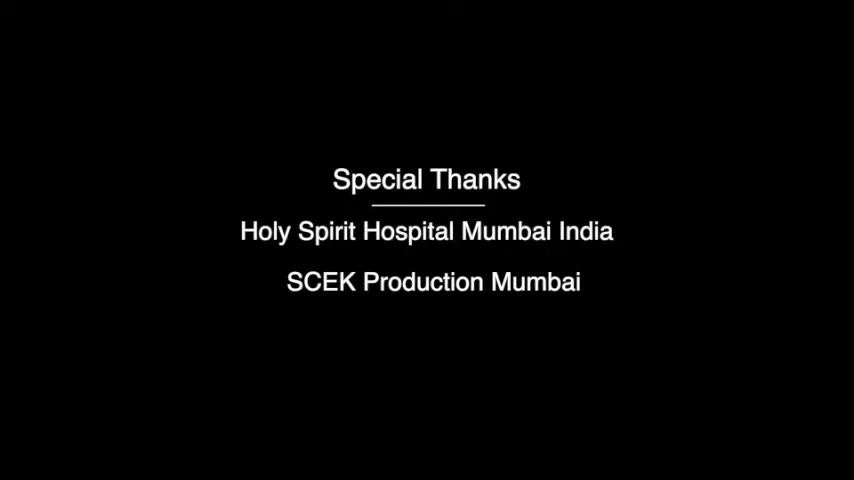 Special Thanks
Holy Spirit Hospital Mumbai India
SCEK Production Mumbai